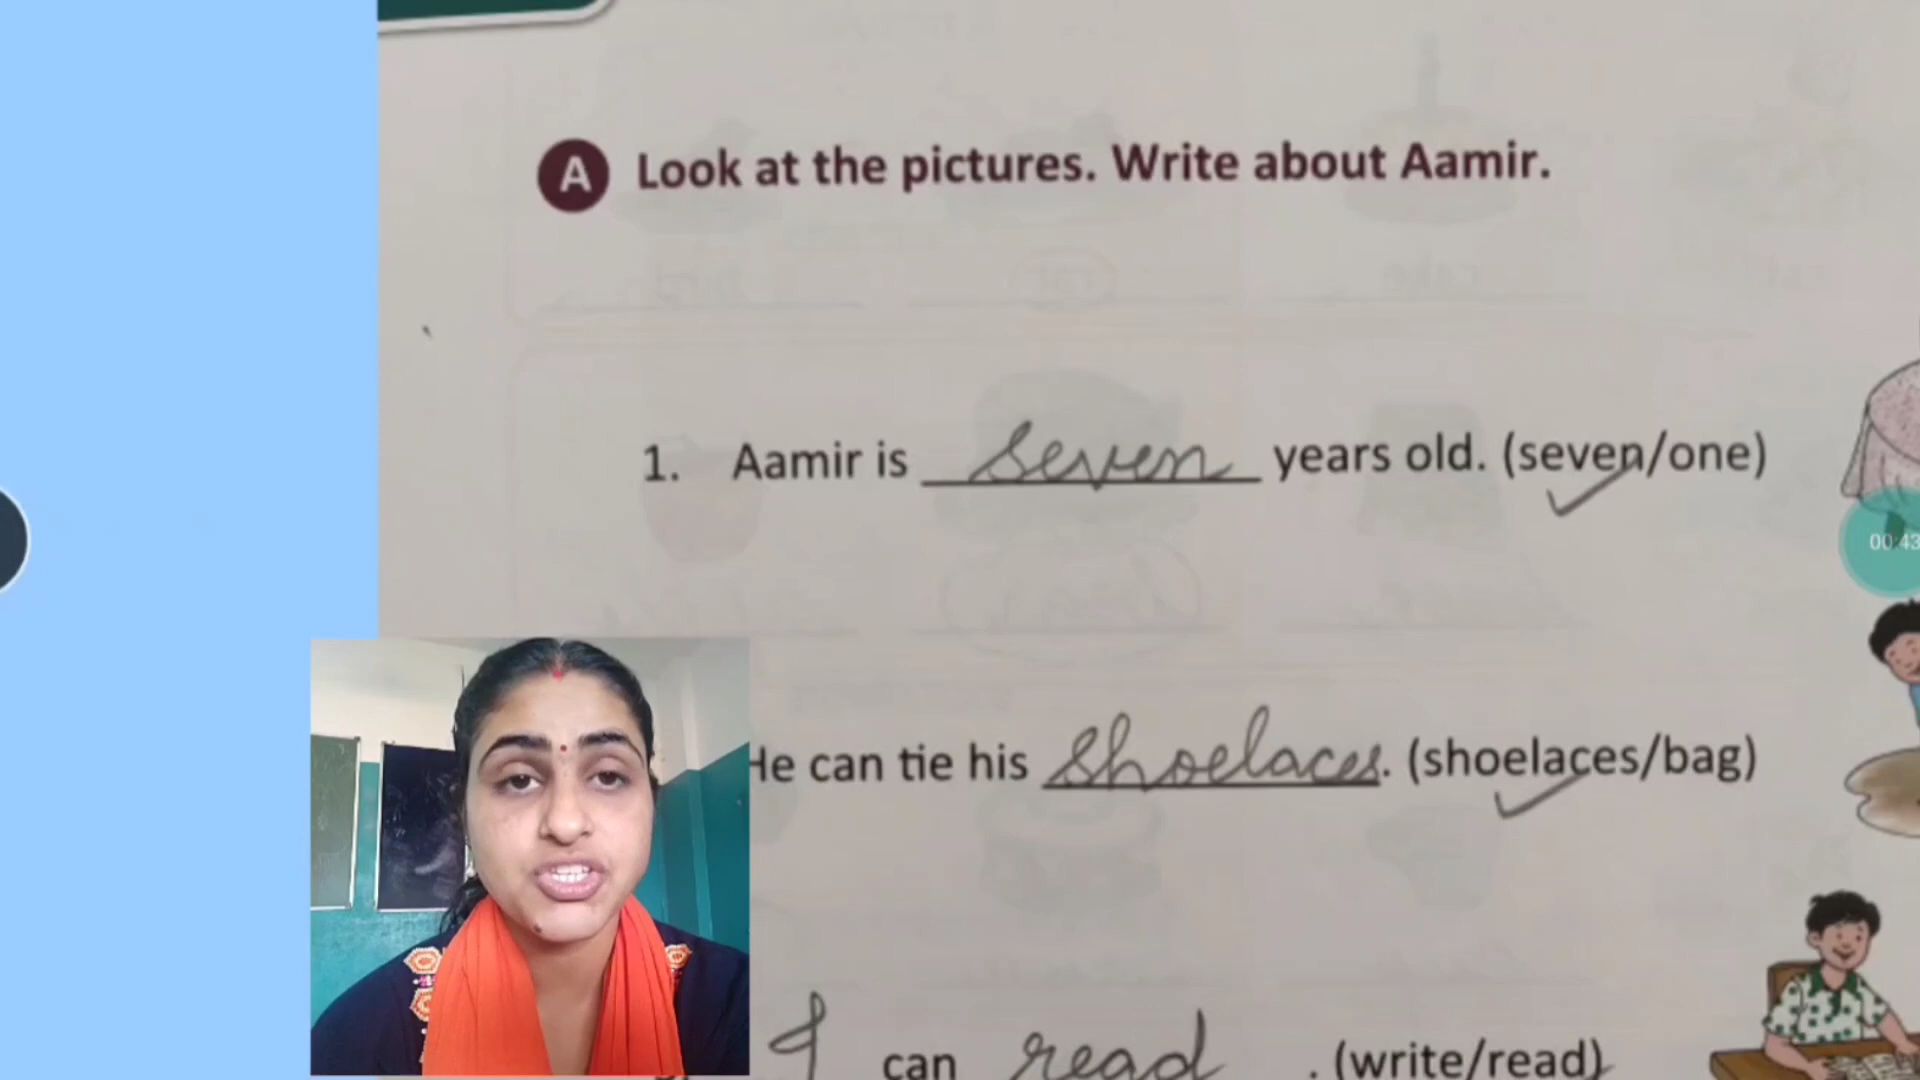 A Look at the pictures. Write about Aamir.
1. Aamir is seven years old. (seven/one)
He can tie his shoelaces. (shoelaces/bag)
I can read. (write/read)
00:43